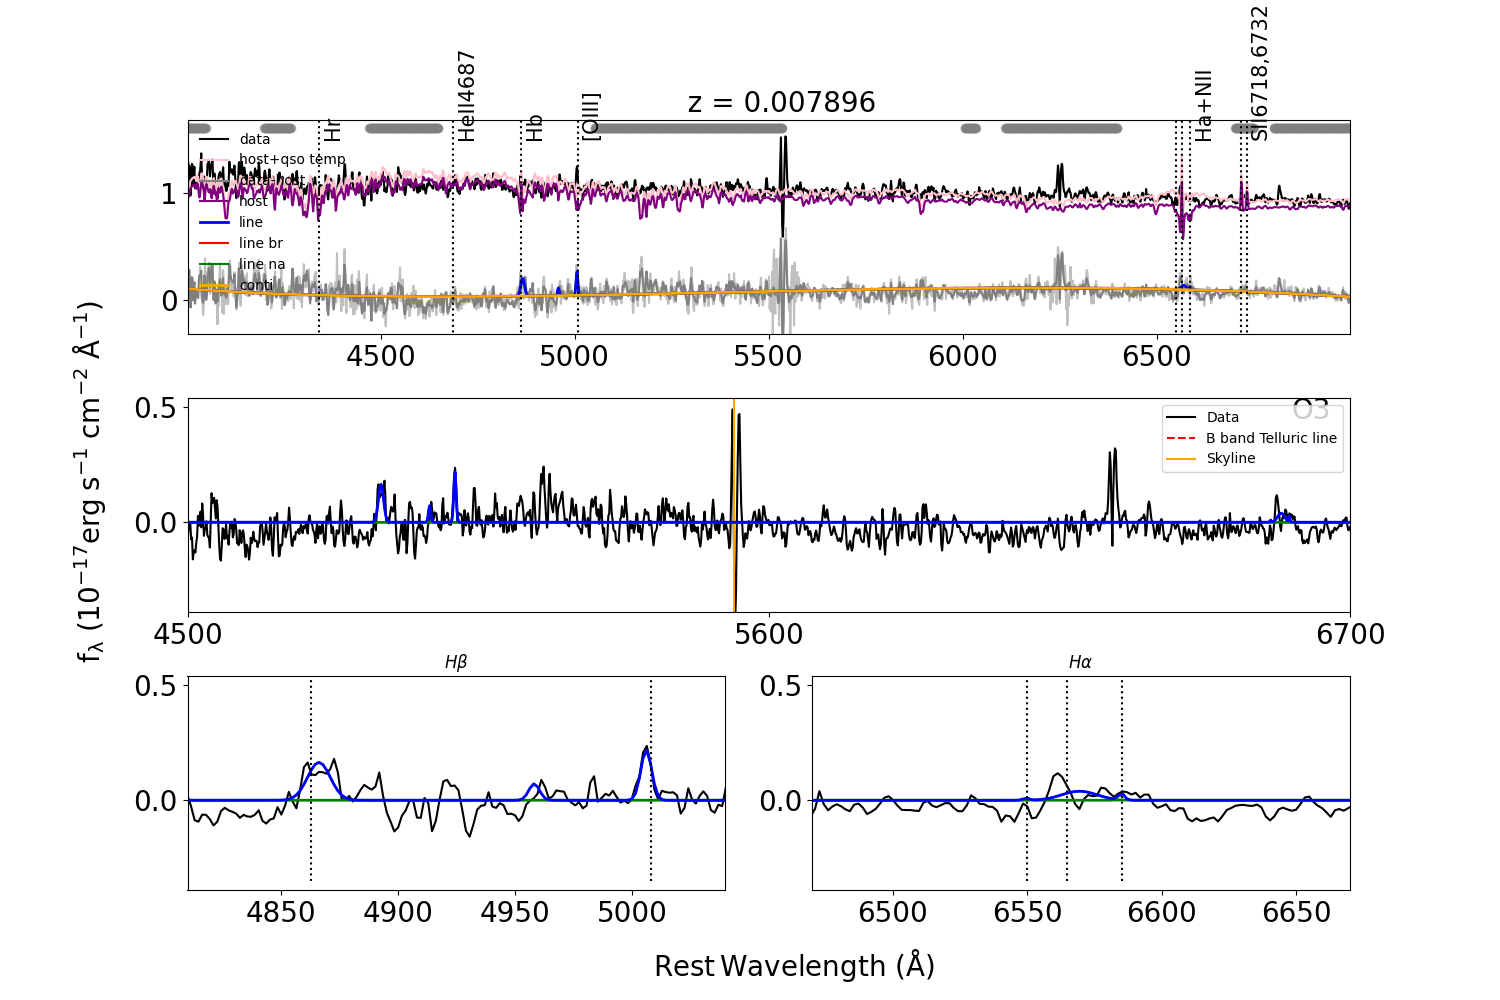 z = 0.007896
Hr
HeII4687
Hb
[OIII]
Ha+NII
SII6718,6732
data
host+qso temp
data-host
host
line
line br
line na
conti
1
0
4500 5000 5500 6000 6500
f_λ (10⁻¹⁷erg s⁻¹ cm⁻² Å⁻¹)
O3
Data
B band Telluric line
Skyline
0.5
0.0
4500 5600 6700
Hβ
0.5
0.0
4850 4900 4950 5000
Hα
0.5
0.0
6500 6550 6600 6650
Rest Wavelength (Å)